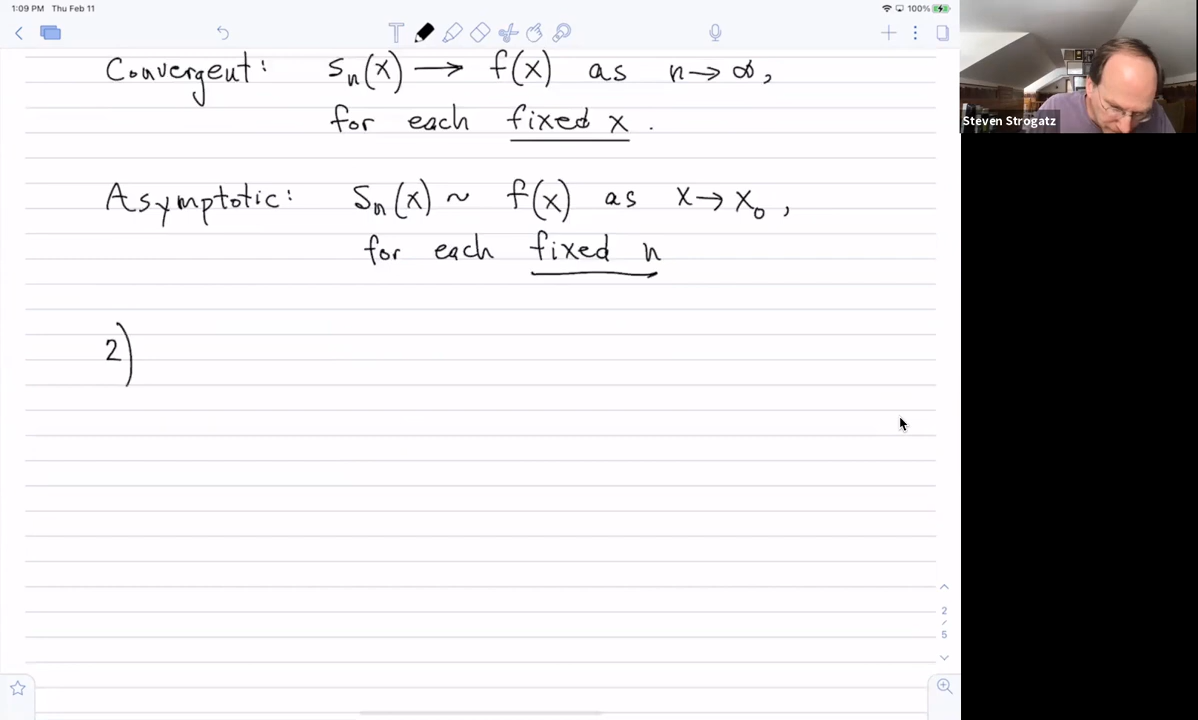 1:09 PM Thu Feb 11
100%
Convergent: Sn(x) → f(x) as n → ∞,
for each fixed x.
Steven Strogatz
Asymptotic: Sn(x) ~ f(x) as x → x₀,
for each fixed n
2)
2
/
5